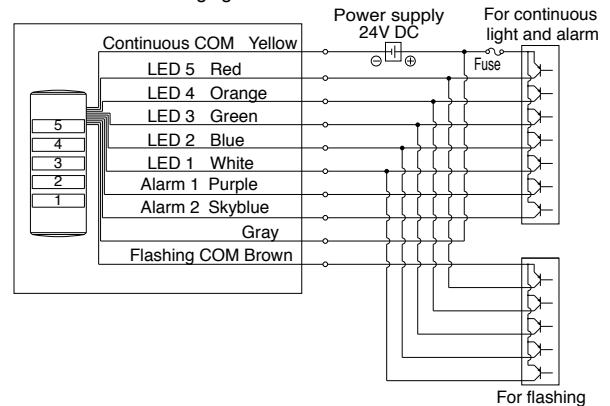 Power supply
24V DC
For continuous
light and alarm
⊖ ⊕
Fuse
Continuous COM Yellow
LED 5 Red
LED 4 Orange
LED 3 Green
LED 2 Blue
LED 1 White
Alarm 1 Purple
Alarm 2 Skyblue
Gray
Flashing COM Brown
5
4
3
2
1
For flashing